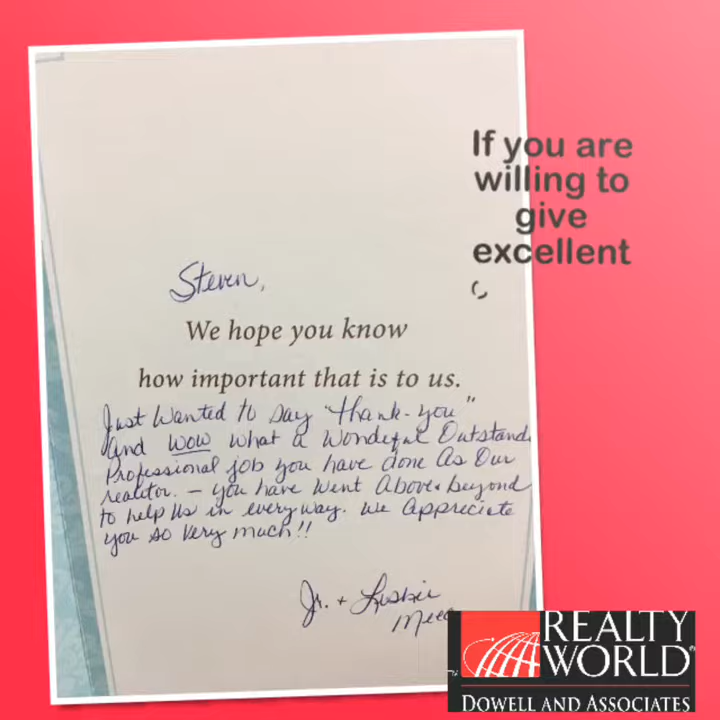 If you are
willing to
give
excellent
Steven,
We hope you know
how important that is to us.
Just Wanted to say "thank-you"
And WOW what a Wonderful Outstand
Professional job you have done As Our
realtor. – you have Went Above & beyond
to help Us in every way. We Appreciate
you so Very much!!
Jr. +
REALTY
WORLD
DOWELL AND ASSOCIATES